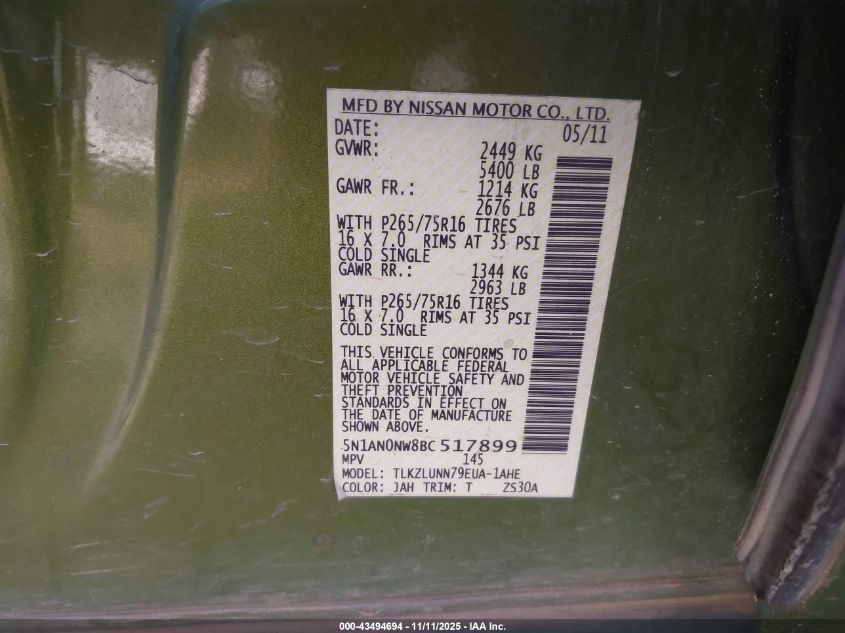 MFD BY NISSAN MOTOR CO., LTD.
DATE: 05/11
GVWR: 2449 KG
5400 LB
GAWR FR.: 1214 KG
2676 LB
WITH P265/75R16 TIRES
16 X 7.0 RIMS AT 35 PSI
COLD SINGLE
GAWR RR.: 1344 KG
2963 LB
WITH P265/75R16 TIRES
16 X 7.0 RIMS AT 35 PSI
COLD SINGLE
THIS VEHICLE CONFORMS TO
ALL APPLICABLE FEDERAL
MOTOR VEHICLE SAFETY AND
THEFT PREVENTION
STANDARDS IN EFFECT ON
THE DATE OF MANUFACTURE
SHOWN ABOVE.
5N1AN0NW8BC517899
MPV 145
MODEL: TLKZLUNN79EUA-1AHE
COLOR: JAH TRIM: T ZS30A
000-43494694 - 11/11/2025 - IAA Inc.